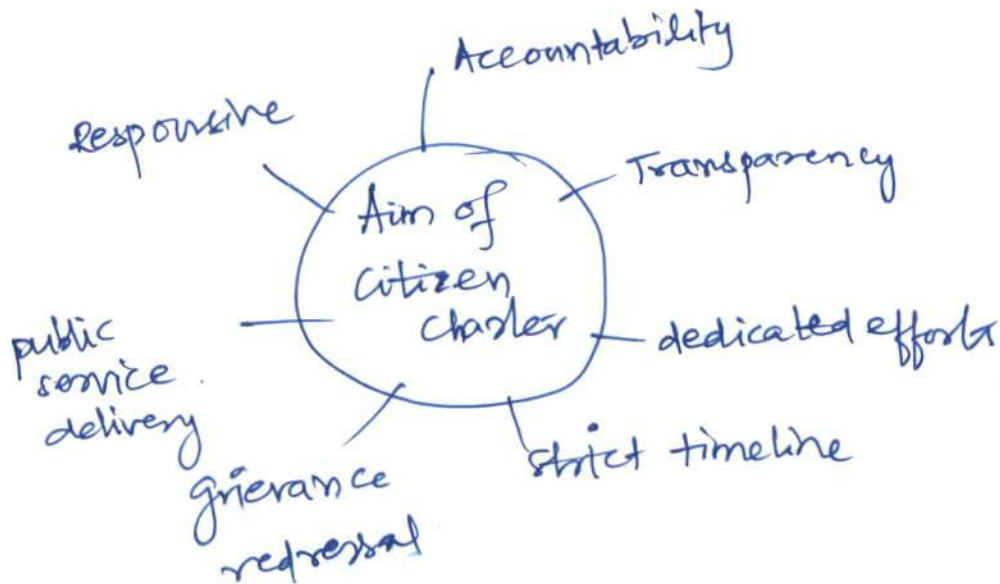 Accountability
Responsive
Transparency
Aim of
citizen
charter
dedicated efforts
public
service
delivery
strict timeline
grievance
redressal